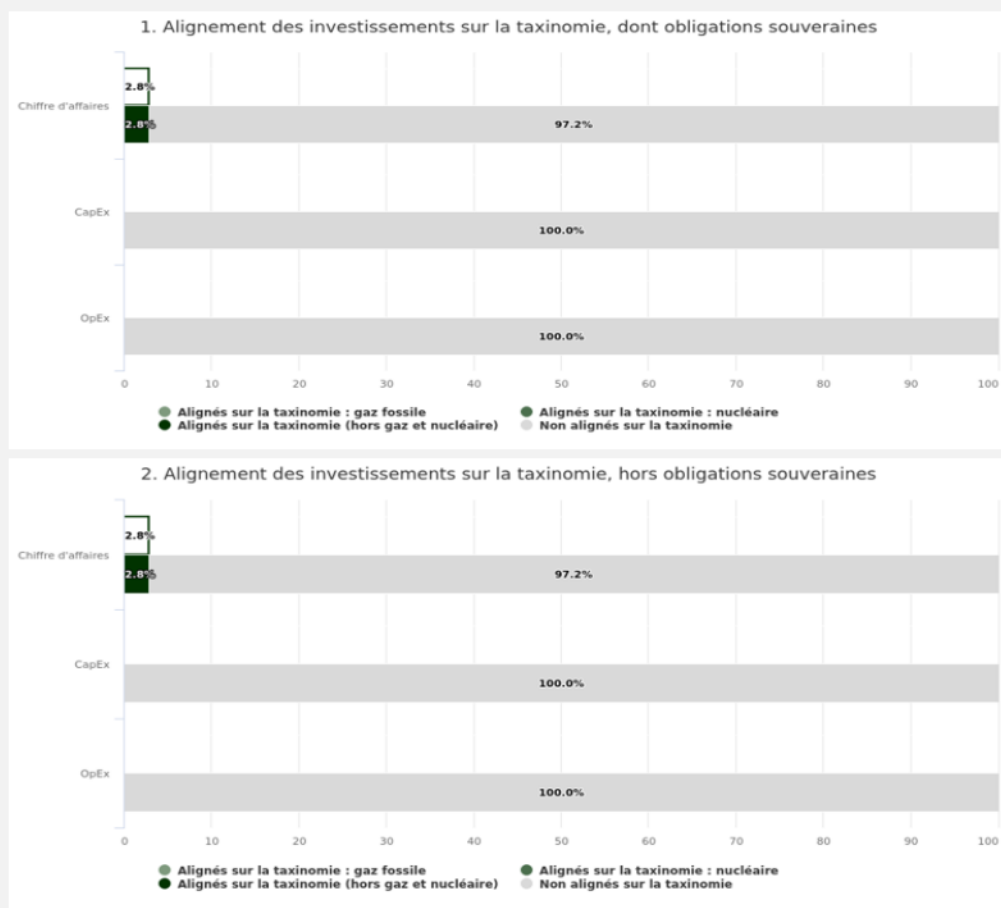 1. Alignement des investissements sur la taxinomie, dont obligations souveraines
2.8%
Chiffre d'affaires
2.8%
97.2%
CapEx
100.0%
OpEx
100.0%
0 10 20 30 40 50 60 70 80 90 100
Alignés sur la taxinomie : gaz fossile Alignés sur la taxinomie : nucléaire
Alignés sur la taxinomie (hors gaz et nucléaire) Non alignés sur la taxinomie
2. Alignement des investissements sur la taxinomie, hors obligations souveraines
2.8%
Chiffre d'affaires
2.8%
97.2%
CapEx
100.0%
OpEx
100.0%
0 10 20 30 40 50 60 70 80 90 100
Alignés sur la taxinomie : gaz fossile Alignés sur la taxinomie : nucléaire
Alignés sur la taxinomie (hors gaz et nucléaire) Non alignés sur la taxinomie